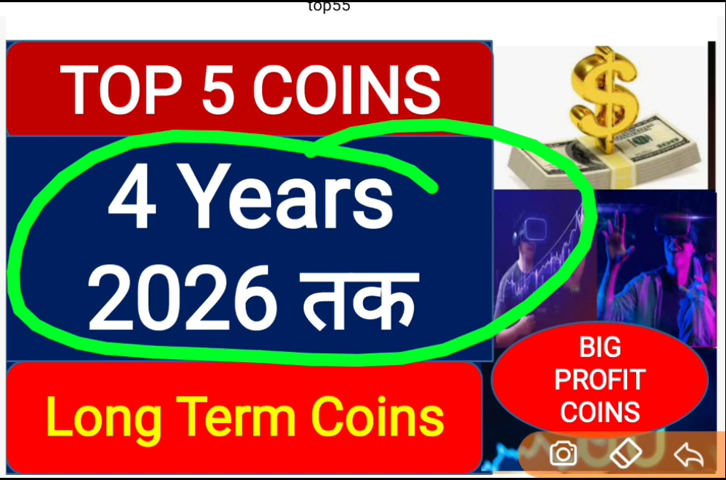 top55
TOP 5 COINS
4 Years
2026 तक
Long Term Coins
BIG
PROFIT
COINS